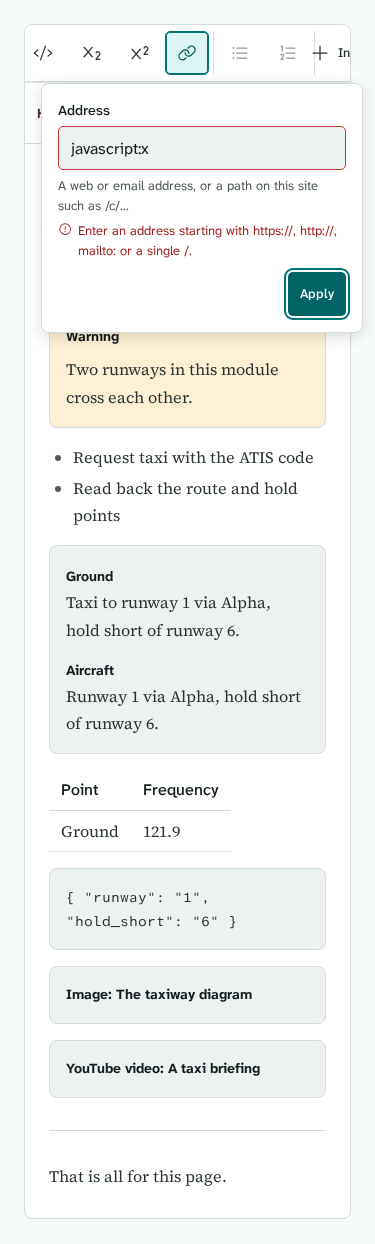 </> X2 X2 1 2 In
H
Address
javascript:x
A web or email address, or a path on this site
such as /c/…
Enter an address starting with https://, http://,
mailto: or a single /.
Apply
Warning
Two runways in this module
cross each other.
Request taxi with the ATIS code
Read back the route and hold
points
Ground
Taxi to runway 1 via Alpha,
hold short of runway 6.
Aircraft
Runway 1 via Alpha, hold short
of runway 6.
Point Frequency
Ground 121.9
{ "runway": "1",
"hold_short": "6" }
Image: The taxiway diagram
YouTube video: A taxi briefing
That is all for this page.